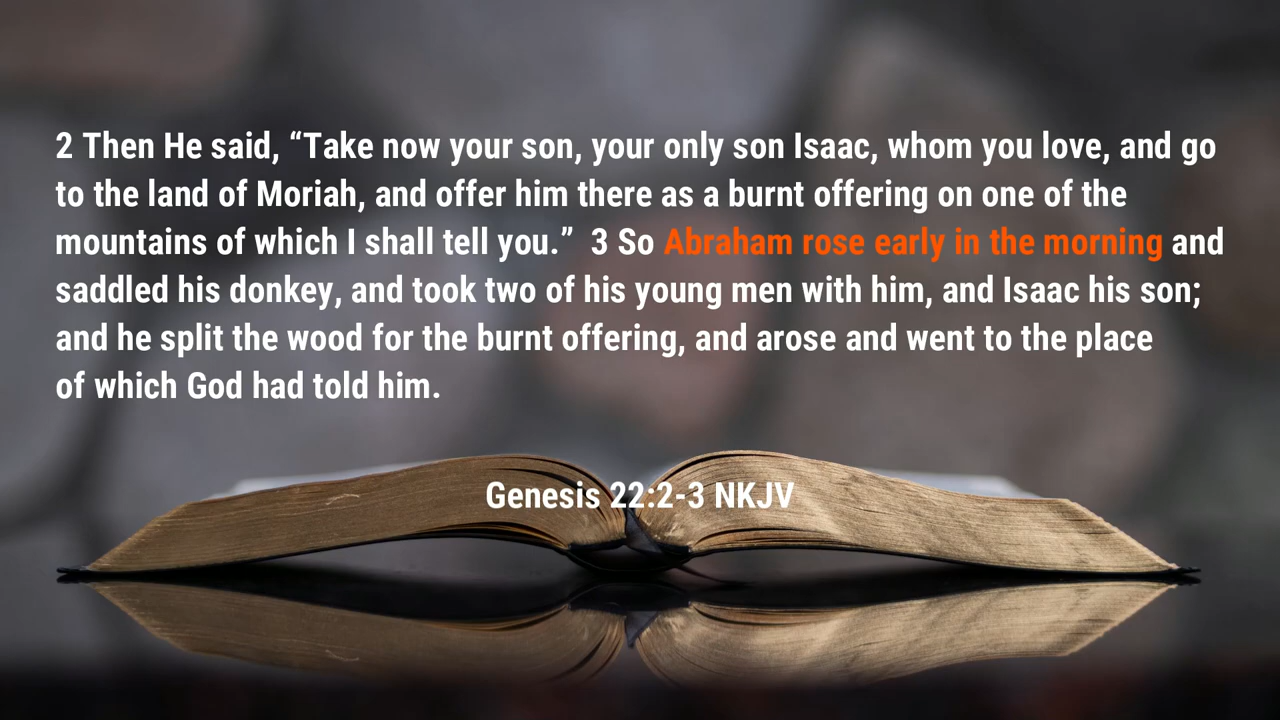 2 Then He said, “Take now your son, your only son Isaac, whom you love, and go
to the land of Moriah, and offer him there as a burnt offering on one of the
mountains of which I shall tell you.”  3 So Abraham rose early in the morning and
saddled his donkey, and took two of his young men with him, and Isaac his son;
and he split the wood for the burnt offering, and arose and went to the place
of which God had told him.
Genesis 22:2-3 NKJV